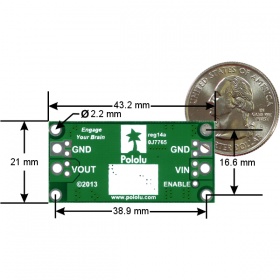 43.2 mm
Ø 2.2 mm
Engage
Your Brain
reg14a
0J7765
GND
GND
21 mm
16.6 mm
VOUT
Pololu
VIN
©2013
ENABLE
www.pololu.com
38.9 mm